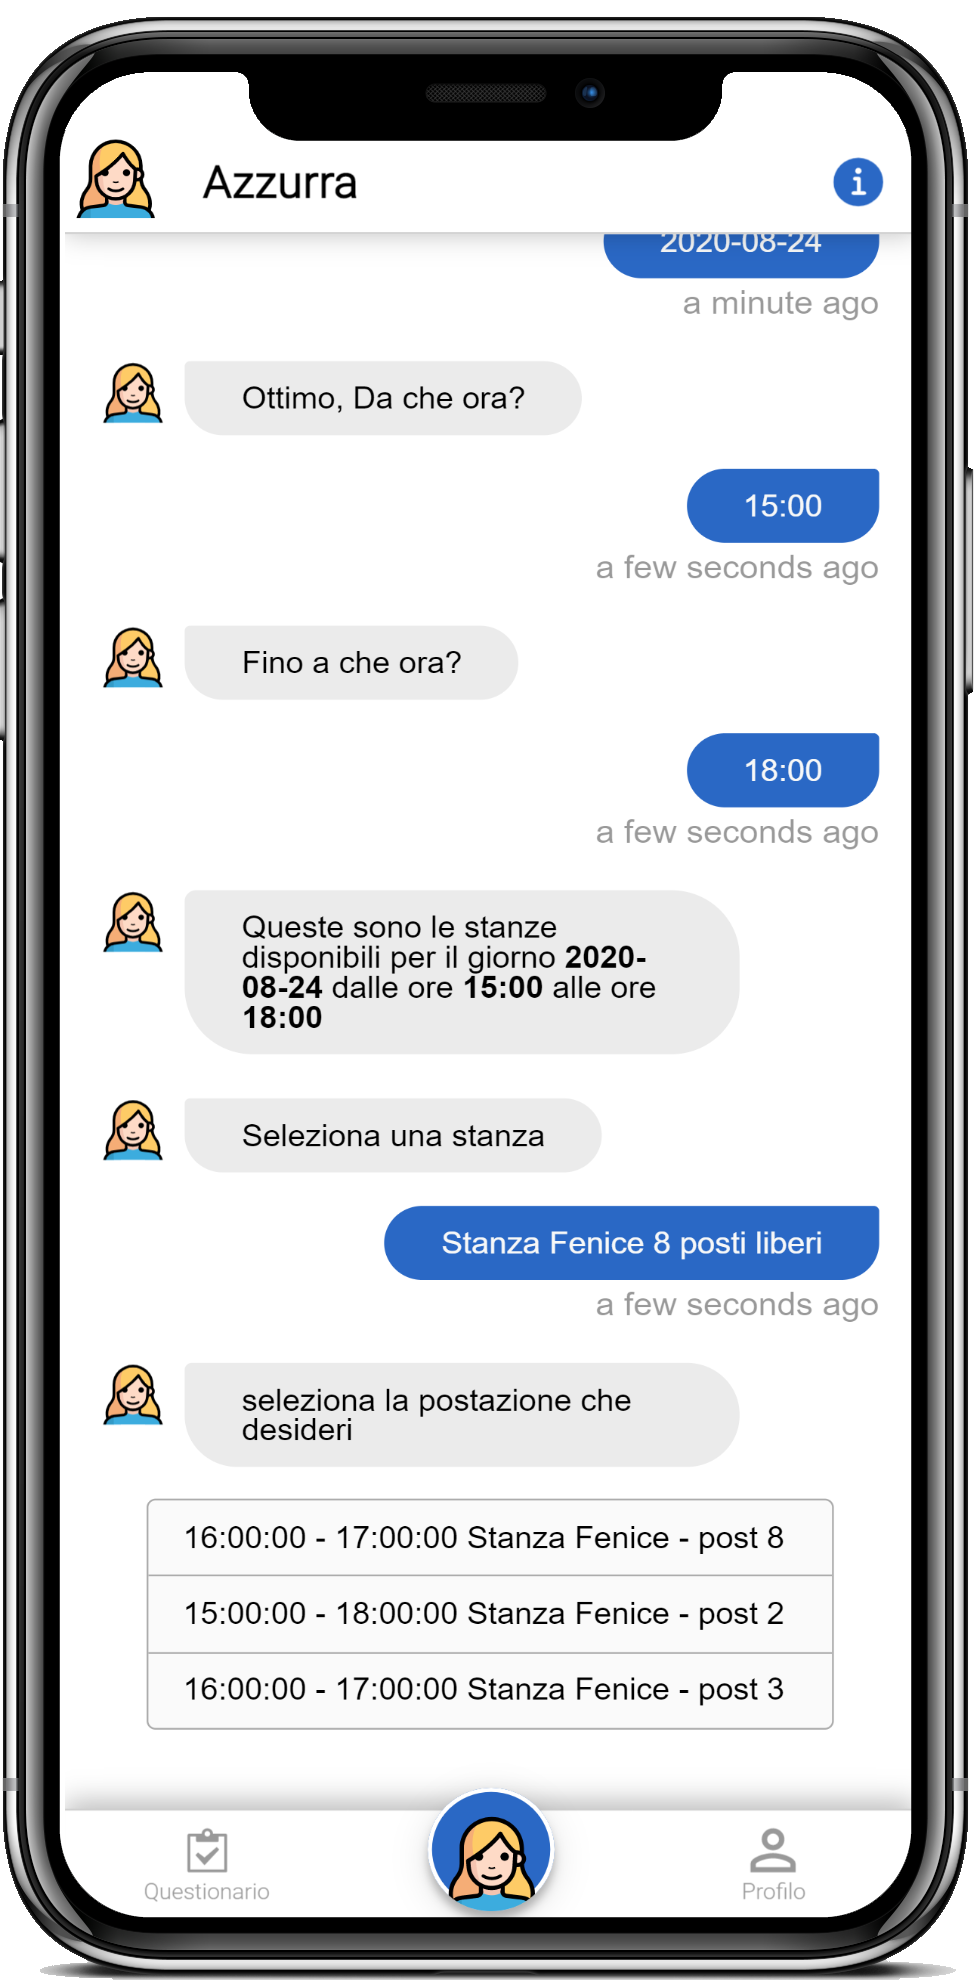 Azzurra
2020-08-24
a minute ago
Ottimo, Da che ora?
15:00
a few seconds ago
Fino a che ora?
18:00
a few seconds ago
Queste sono le stanze
disponibili per il giorno 2020-
08-24 dalle ore 15:00 alle ore
18:00
Seleziona una stanza
Stanza Fenice 8 posti liberi
a few seconds ago
seleziona la postazione che
desideri
16:00:00 - 17:00:00 Stanza Fenice - post 8
15:00:00 - 18:00:00 Stanza Fenice - post 2
16:00:00 - 17:00:00 Stanza Fenice - post 3
Questionario
Profilo